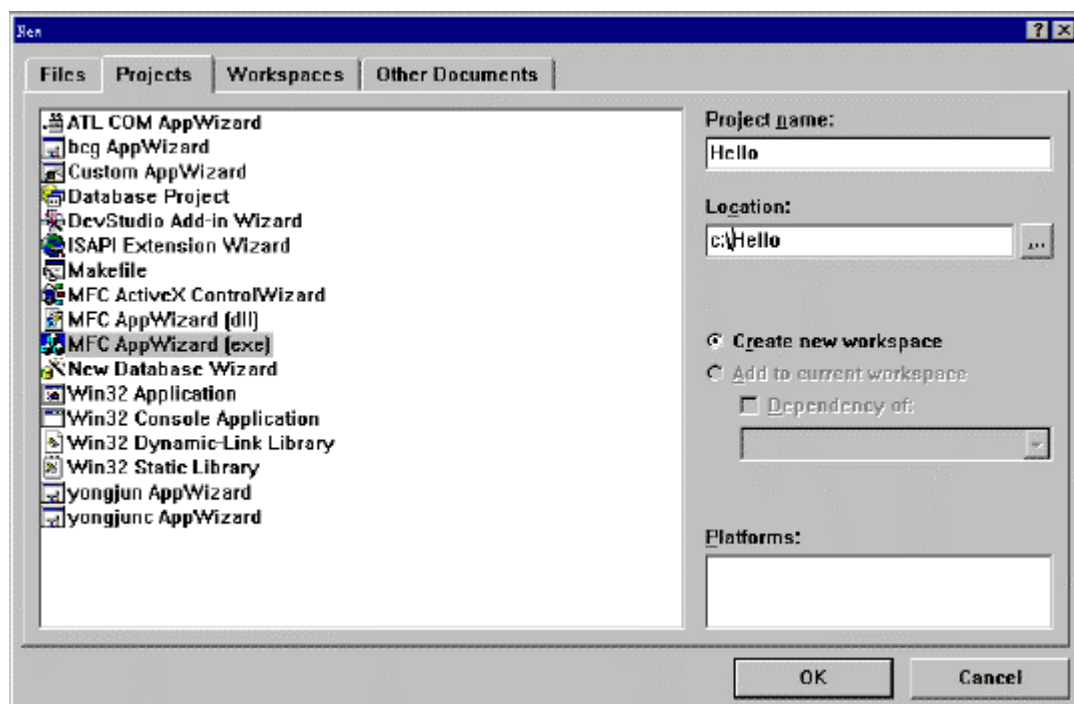 New
Files Projects Workspaces Other Documents
ATL COM AppWizard
bcg AppWizard
Custom AppWizard
Database Project
DevStudio Add-in Wizard
ISAPI Extension Wizard
Makefile
MFC ActiveX ControlWizard
MFC AppWizard (dll)
MFC AppWizard (exe)
New Database Wizard
Win32 Application
Win32 Console Application
Win32 Dynamic-Link Library
Win32 Static Library
yongjun AppWizard
yongjunc AppWizard
Project name:
Hello
Location:
c:\Hello
...
Create new workspace
Add to current workspace
Dependency of:
Platforms:
OK Cancel